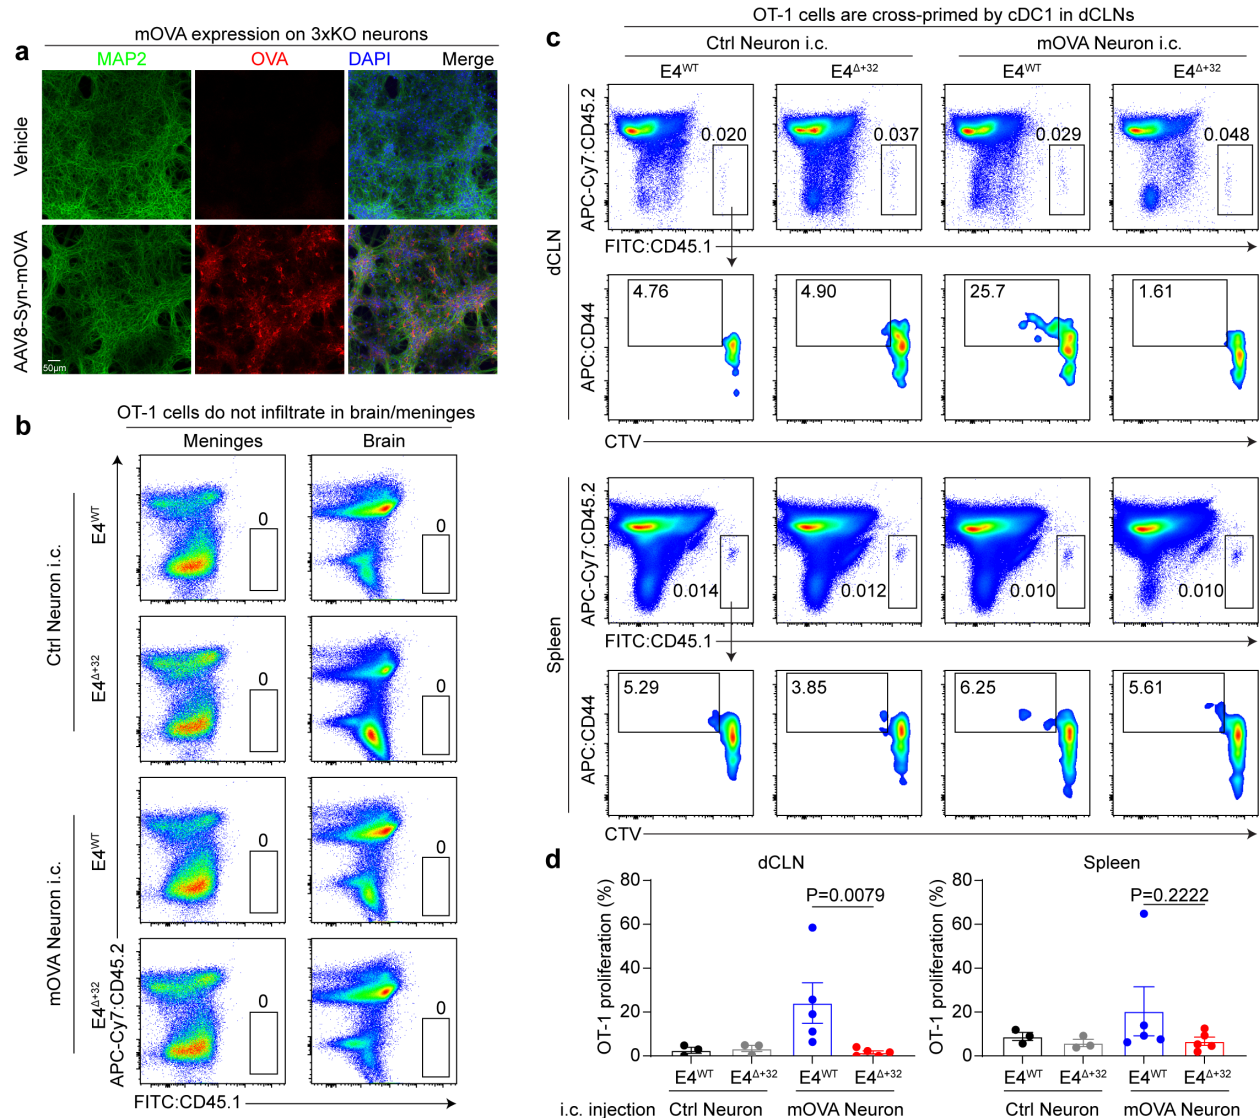 a
mOVA expression on 3xKO neurons
MAP2 OVA DAPI Merge
Vehicle
AAV8-Syn-mOVA
50μm
b
OT-1 cells do not infiltrate in brain/meninges
Meninges Brain
Ctrl Neuron i.c.
E4WT
0 0
E4Δ+32
0 0
mOVA Neuron i.c.
E4WT
0 0
E4Δ+32
0 0
APC-Cy7:CD45.2
FITC:CD45.1
c
OT-1 cells are cross-primed by cDC1 in dCLNs
Ctrl Neuron i.c. mOVA Neuron i.c.
E4WT E4Δ+32 E4WT E4Δ+32
dCLN
APC-Cy7:CD45.2
0.020 0.037 0.029 0.048
FITC:CD45.1
APC:CD44
4.76 4.90 25.7 1.61
CTV
Spleen
APC-Cy7:CD45.2
0.014 0.012 0.010 0.010
FITC:CD45.1
APC:CD44
5.29 3.85 6.25 5.61
CTV
d
dCLN
OT-1 proliferation (%)
80
60
40
20
0
P=0.0079
E4WT E4Δ+32 E4WT E4Δ+32
i.c. injection Ctrl Neuron mOVA Neuron
Spleen
OT-1 proliferation (%)
80
60
40
20
0
P=0.2222
E4WT E4Δ+32 E4WT E4Δ+32
Ctrl Neuron mOVA Neuron